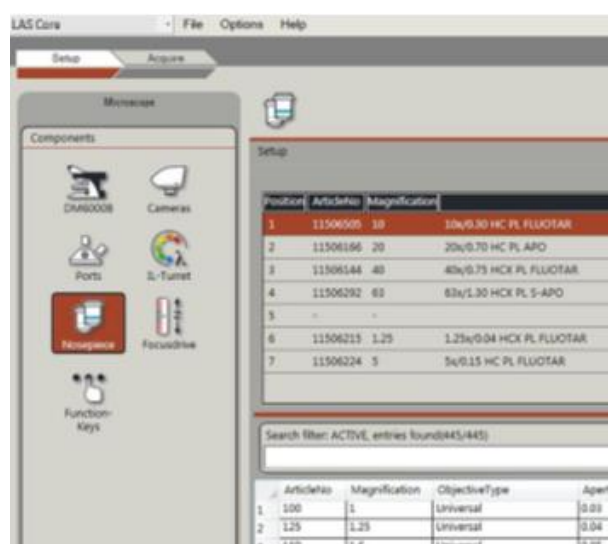 LAS Core File Options Help
Setup Acquire
Microscope
Components
DM6000B Cameras
Ports IL-Turret
Nosepiece Focusdrive
Function-
Keys
Setup
Position ArticleNo Magnification
1 11506505 10 10x/0.30 HC PL FLUOTAR
2 11506166 20 20x/0.70 HC PL APO
3 11506144 40 40x/0.75 HCX PL FLUOTAR
4 11506292 63 63x/1.30 HCX PL S-APO
5 - -
6 11506215 1.25 1.25x/0.04 HCX PL FLUOTAR
7 11506224 5 5x/0.15 HC PL FLUOTAR
Search filter: ACTIVE, entries found(445/445)
ArticleNo Magnification ObjectiveType Apert
1 100 1 Universal 0.03
2 125 1.25 Universal 0.04